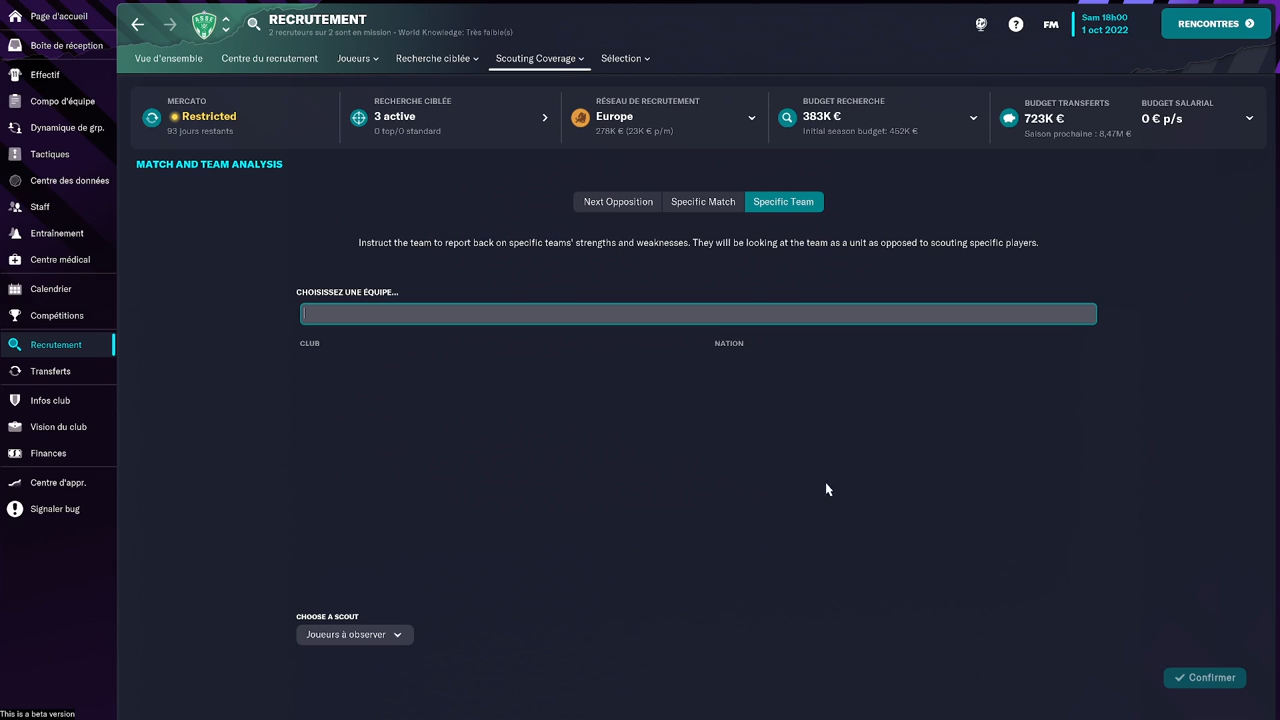 Page d'accueil
Boîte de réception
Effectif
Compo d'équipe
Dynamique de grp.
Tactiques
Centre des données
Staff
Entraînement
Centre médical
Calendrier
Compétitions
Recrutement
Transferts
Infos club
Vision du club
Finances
Centre d'appr.
Signaler bug
This is a beta version
ASSE
RECRUTEMENT
2 recruteurs sur 2 sont en mission - World Knowledge: Très faible(s)
?
FM
Sam 18h00
1 oct 2022
RENCONTRES
Vue d'ensemble
Centre du recrutement
Joueurs
Recherche ciblée
Scouting Coverage
Sélection
MERCATO
Restricted
93 jours restants
RECHERCHE CIBLÉE
3 active
0 top/0 standard
RÉSEAU DE RECRUTEMENT
Europe
278K € (23K € p/m)
BUDGET RECHERCHE
383K €
Initial season budget: 452K €
BUDGET TRANSFERTS
723K €
Saison prochaine : 8,47M €
BUDGET SALARIAL
0 € p/s
MATCH AND TEAM ANALYSIS
Next Opposition
Specific Match
Specific Team
Instruct the team to report back on specific teams' strengths and weaknesses. They will be looking at the team as a unit as opposed to scouting specific players.
CHOISISSEZ UNE ÉQUIPE...
CLUB
NATION
CHOOSE A SCOUT
Joueurs à observer
Confirmer